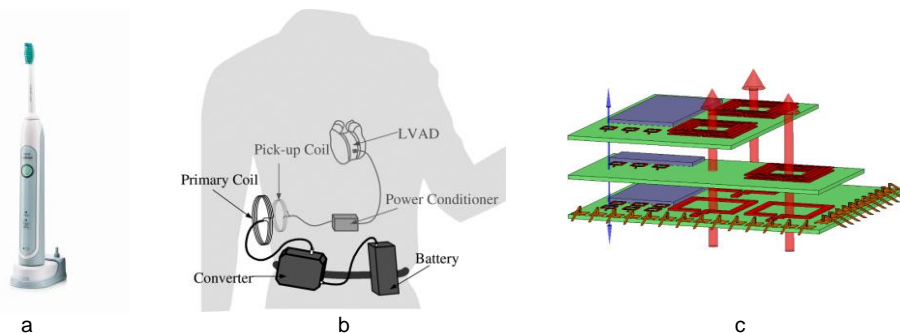 LVAD
Pick-up Coil
Primary Coil
Power Conditioner
Battery
Converter
a
b
c